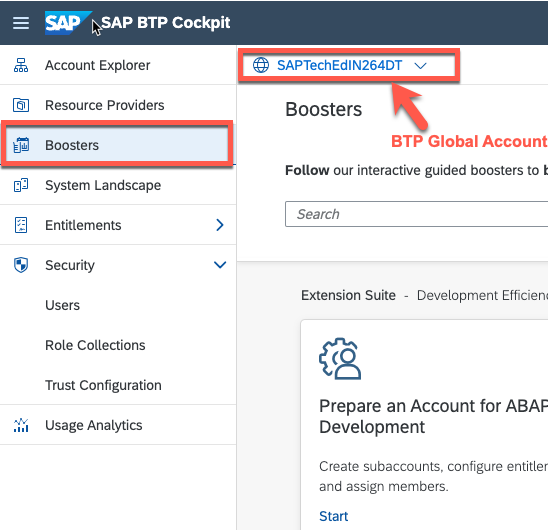 SAP SAP BTP Cockpit
Account Explorer
Resource Providers
Boosters
System Landscape
Entitlements
Security
Users
Role Collections
Trust Configuration
Usage Analytics
SAPTechEdIN264DT
Boosters
BTP Global Account
Follow our interactive guided boosters to
Search
Extension Suite - Development
Prepare an Account for ABAP
Development
Create subaccounts, configure
and assign members.
Start